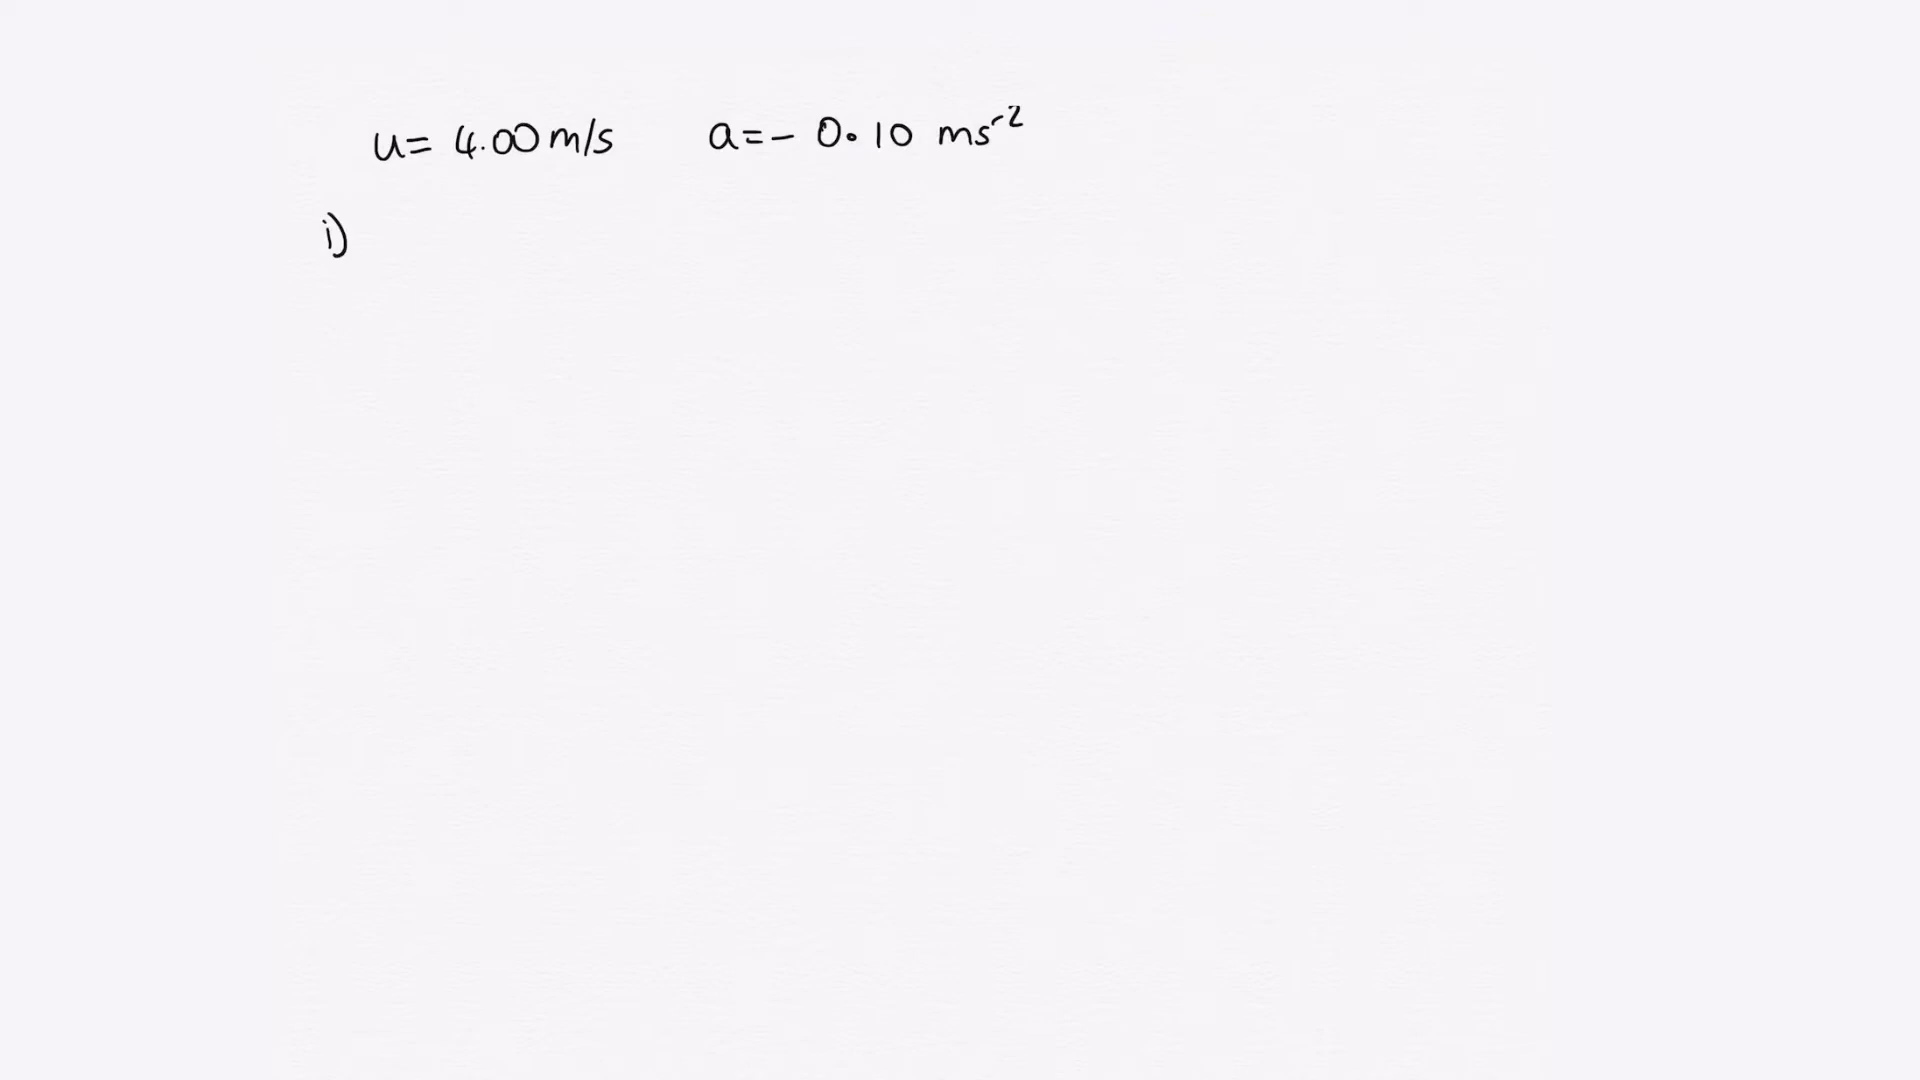 u= 4.00 m/s a=- 0.10 ms⁻²
i)